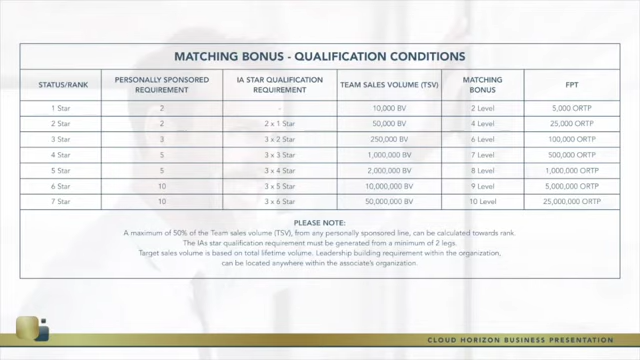 MATCHING BONUS - QUALIFICATION CONDITIONS
STATUS/RANK PERSONALLY SPONSORED REQUIREMENT IA STAR QUALIFICATION REQUIREMENT TEAM SALES VOLUME (TSV) MATCHING BONUS FPT
1 Star 2 - 10,000 BV 2 Level 5,000 ORTP
2 Star 2 2 x 1 Star 50,000 BV 4 Level 25,000 ORTP
3 Star 3 3 x 2 Star 250,000 BV 6 Level 100,000 ORTP
4 Star 5 3 x 3 Star 1,000,000 BV 7 Level 500,000 ORTP
5 Star 5 3 x 4 Star 2,000,000 BV 8 Level 1,000,000 ORTP
6 Star 10 3 x 5 Star 10,000,000 BV 9 Level 5,000,000 ORTP
7 Star 10 3 x 6 Star 50,000,000 BV 10 Level 25,000,000 ORTP
PLEASE NOTE:
A maximum of 50% of the Team sales volume (TSV), from any personally sponsored line, can be calculated towards rank.
The IAs star qualification requirement must be generated from a minimum of 2 legs.
Target sales volume is based on total lifetime volume. Leadership building requirement within the organization,
can be located anywhere within the associate's organization.
CLOUD HORIZON BUSINESS PRESENTATION